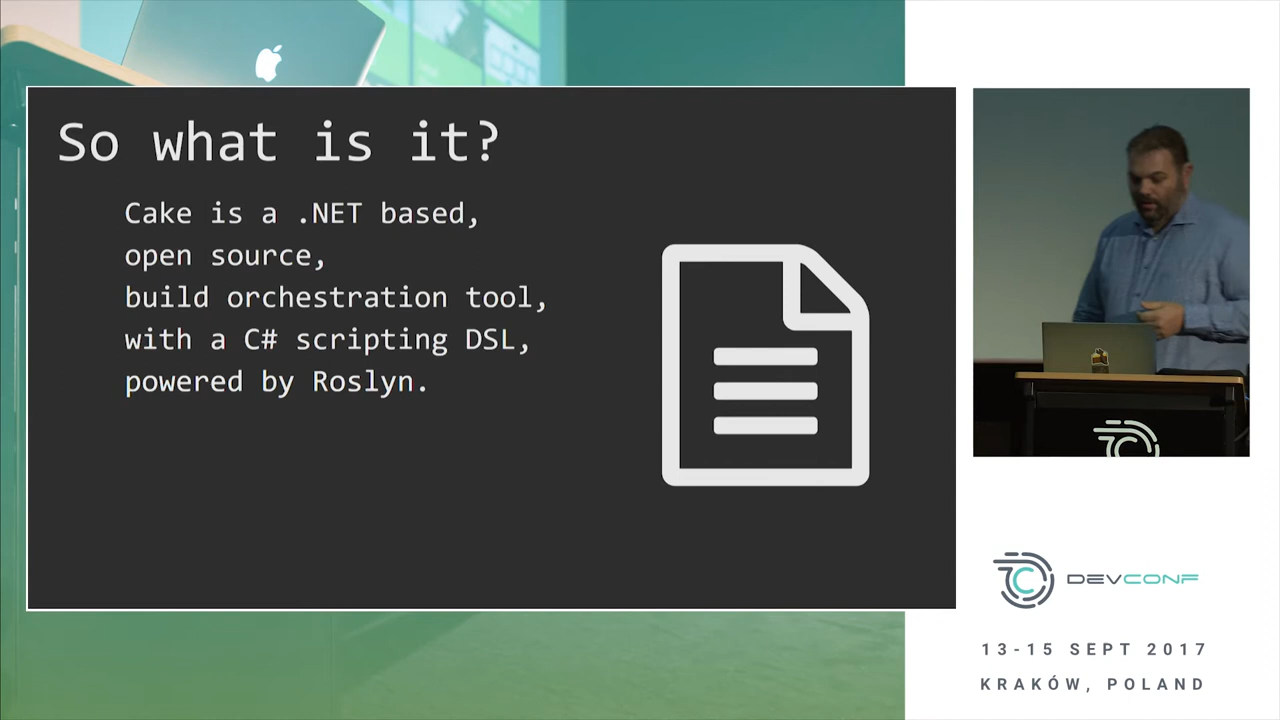 So what is it?
Cake is a .NET based,
open source,
build orchestration tool,
with a C# scripting DSL,
powered by Roslyn.
DEVCONF
13-15 SEPT 2017
KRAKÓW, POLAND